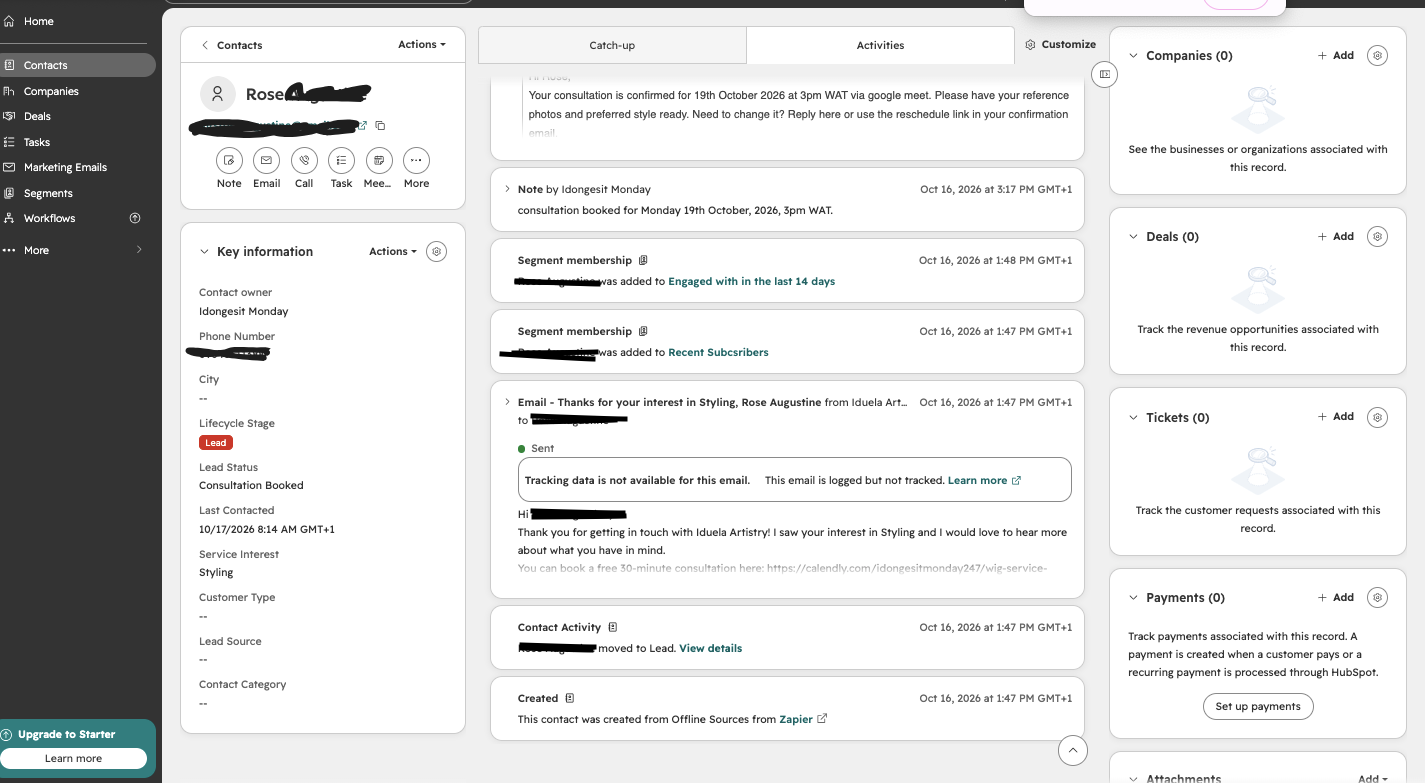 Home
Contacts
Companies
Deals
Tasks
Marketing Emails
Segments
Workflows
More
Upgrade to Starter
Learn more
Contacts
Actions
Rose
Note Email Call Task Mee... More
Key information
Actions
Contact owner
Idongesit Monday
Phone Number
City
--
Lifecycle Stage
Lead
Lead Status
Consultation Booked
Last Contacted
10/17/2026 8:14 AM GMT+1
Service Interest
Styling
Customer Type
--
Lead Source
--
Contact Category
--
Catch-up
Activities
Customize
Hi Rose,
Your consultation is confirmed for 19th October 2026 at 3pm WAT via google meet. Please have your reference
photos and preferred style ready. Need to change it? Reply here or use the reschedule link in your confirmation
email.
Note by Idongesit Monday Oct 16, 2026 at 3:17 PM GMT+1
consultation booked for Monday 19th October, 2026, 3pm WAT.
Segment membership Oct 16, 2026 at 1:48 PM GMT+1
was added to Engaged with in the last 14 days
Segment membership Oct 16, 2026 at 1:47 PM GMT+1
was added to Recent Subcsribers
Email - Thanks for your interest in Styling, Rose Augustine from Iduela Art... Oct 16, 2026 at 1:47 PM GMT+1
to
Sent
Tracking data is not available for this email. This email is logged but not tracked. Learn more
Hi
Thank you for getting in touch with Iduela Artistry! I saw your interest in Styling and I would love to hear more
about what you have in mind.
You can book a free 30-minute consultation here: https://calendly.com/idongesitmonday247/wig-service-
Contact Activity Oct 16, 2026 at 1:47 PM GMT+1
moved to Lead. View details
Created Oct 16, 2026 at 1:47 PM GMT+1
This contact was created from Offline Sources from Zapier
Companies (0) + Add
See the businesses or organizations associated with
this record.
Deals (0) + Add
Track the revenue opportunities associated with
this record.
Tickets (0) + Add
Track the customer requests associated with this
record.
Payments (0) + Add
Track payments associated with this record. A
payment is created when a customer pays or a
recurring payment is processed through HubSpot.
Set up payments
Attachments Add